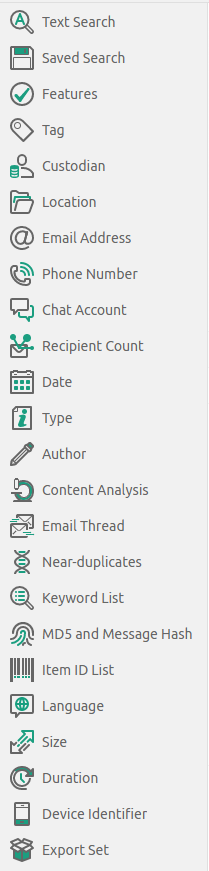 Text Search
Saved Search
Features
Tag
Custodian
Location
Email Address
Phone Number
Chat Account
Recipient Count
Date
Type
Author
Content Analysis
Email Thread
Near-duplicates
Keyword List
MD5 and Message Hash
Item ID List
Language
Size
Duration
Device Identifier
Export Set